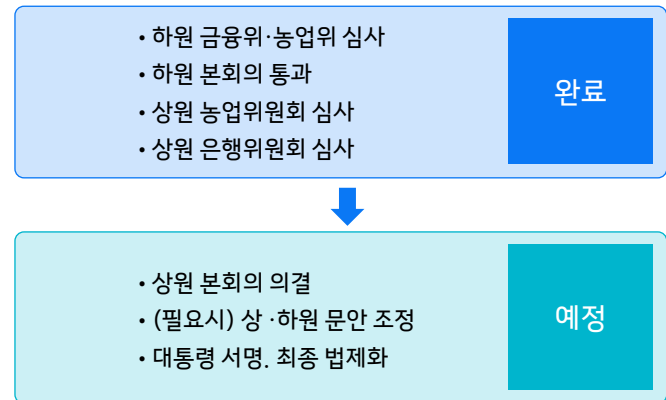 • 하원 금융위·농업위 심사
• 하원 본회의 통과
• 상원 농업위원회 심사
• 상원 은행위원회 심사
완료
• 상원 본회의 의결
• (필요시) 상 ·하원 문안 조정
• 대통령 서명. 최종 법제화
예정